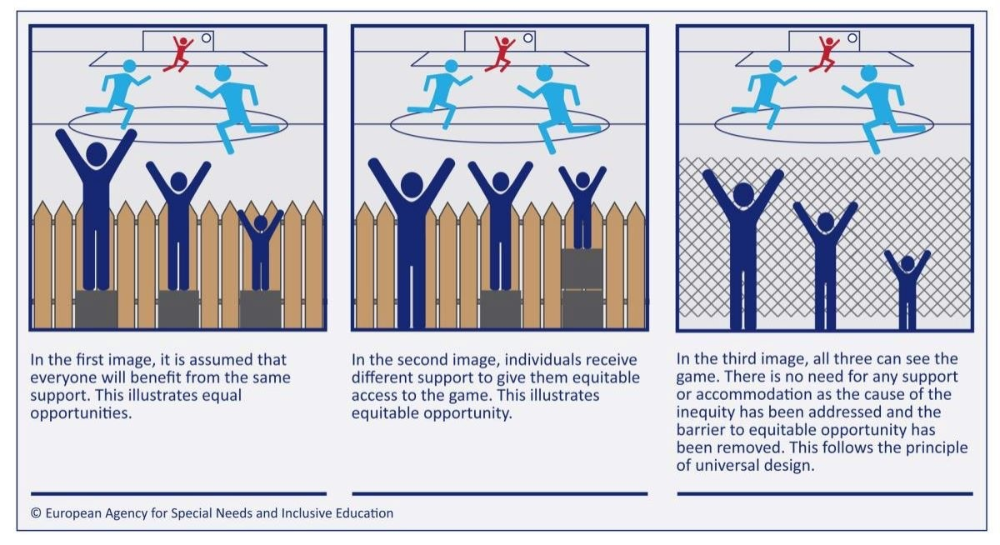 In the first image, it is assumed that
everyone will benefit from the same
support. This illustrates equal
opportunities.
In the second image, individuals receive
different support to give them equitable
access to the game. This illustrates
equitable opportunity.
In the third image, all three can see the
game. There is no need for any support
or accommodation as the cause of the
inequity has been addressed and the
barrier to equitable opportunity has
been removed. This follows the principle
of universal design.
© European Agency for Special Needs and Inclusive Education